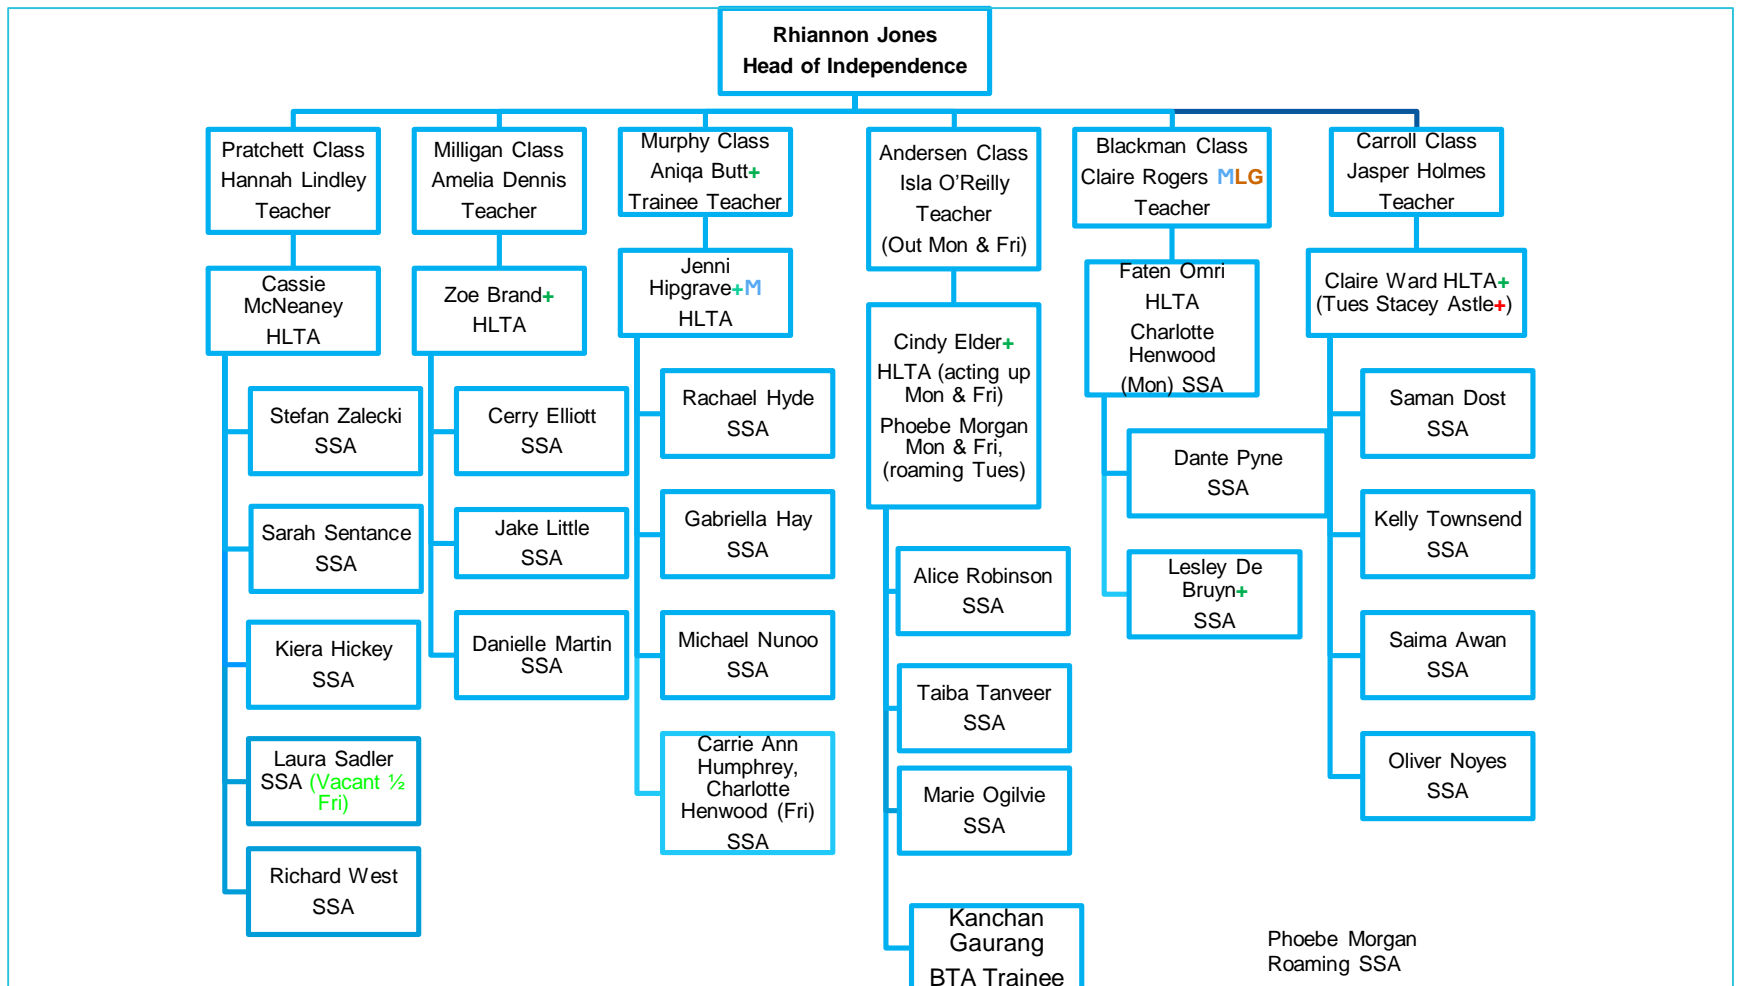 Rhiannon Jones
Head of Independence
Pratchett Class
Hannah Lindley
Teacher
Milligan Class
Amelia Dennis
Teacher
Murphy Class
Aniqa Butt+
Trainee Teacher
Andersen Class
Isla O'Reilly
Teacher
(Out Mon & Fri)
Blackman Class
Claire Rogers MLG
Teacher
Carroll Class
Jasper Holmes
Teacher
Cassie
McNeaney
HLTA
Zoe Brand+
HLTA
Jenni
Hipgrave+M
HLTA
Cindy Elder+
HLTA (acting up
Mon & Fri)
Phoebe Morgan
Mon & Fri,
(roaming Tues)
Faten Omri
HLTA
Charlotte
Henwood
(Mon) SSA
Claire Ward HLTA+
(Tues Stacey Astle+)
Stefan Zalecki
SSA
Sarah Sentance
SSA
Kiera Hickey
SSA
Laura Sadler
SSA (Vacant ½
Fri)
Richard West
SSA
Cerry Elliott
SSA
Jake Little
SSA
Danielle Martin
SSA
Rachael Hyde
SSA
Gabriella Hay
SSA
Michael Nunoo
SSA
Carrie Ann
Humphrey,
Charlotte
Henwood (Fri)
SSA
Alice Robinson
SSA
Taiba Tanveer
SSA
Marie Ogilvie
SSA
Kanchan
Gaurang
BTA Trainee
Dante Pyne
SSA
Lesley De
Bruyn+
SSA
Saman Dost
SSA
Kelly Townsend
SSA
Saima Awan
SSA
Oliver Noyes
SSA
Phoebe Morgan
Roaming SSA